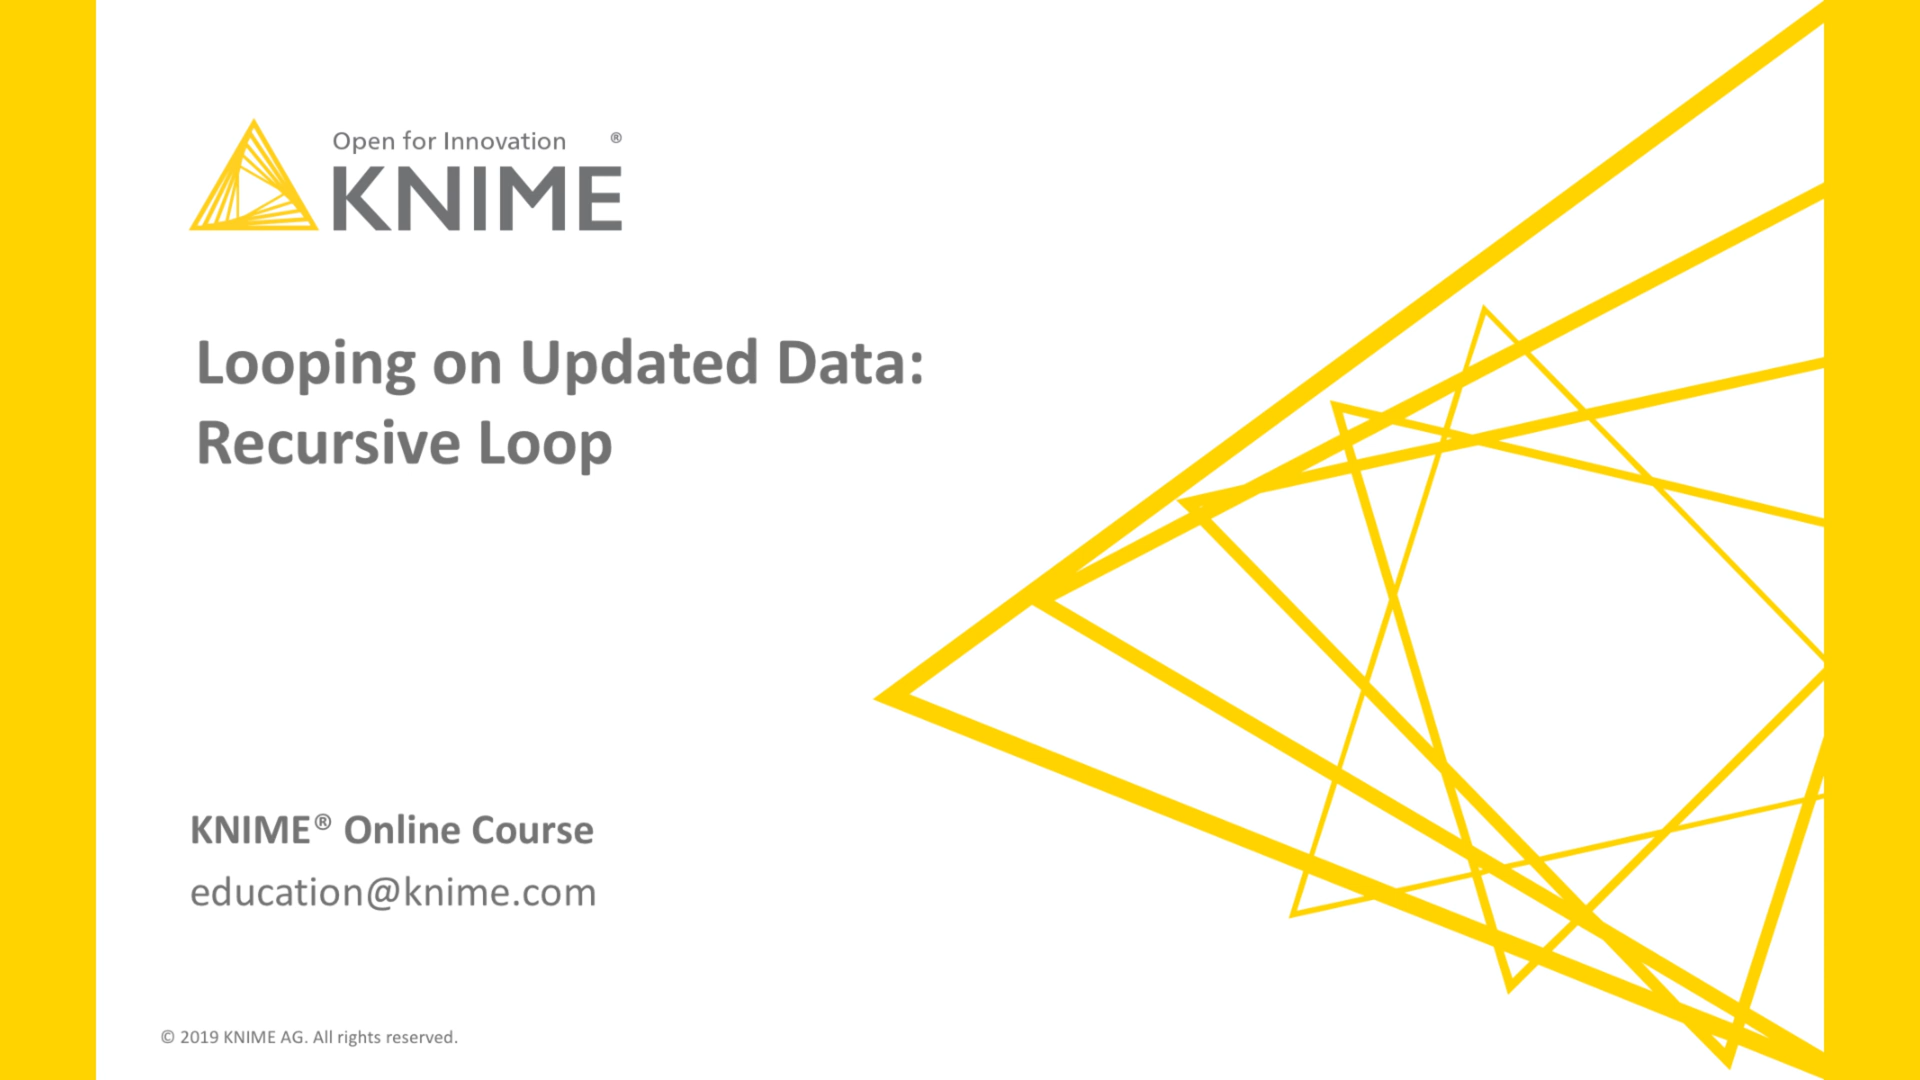 Open for Innovation ®
KNIME
Looping on Updated Data:
Recursive Loop
KNIME® Online Course
education@knime.com
© 2019 KNIME AG. All rights reserved.